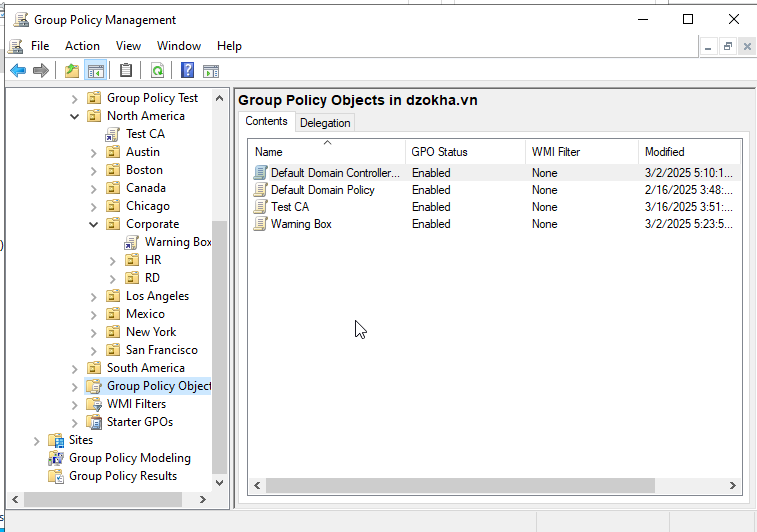 Group Policy Management
File Action View Window Help
Group Policy Test
North America
Test CA
Austin
Boston
Canada
Chicago
Corporate
Warning Box
HR
RD
Los Angeles
Mexico
New York
San Francisco
South America
Group Policy Object
WMI Filters
Starter GPOs
Sites
Group Policy Modeling
Group Policy Results
Group Policy Objects in dzokha.vn
Contents Delegation
Name GPO Status WMI Filter Modified
Default Domain Controller... Enabled None 3/2/2025 5:10:1...
Default Domain Policy Enabled None 2/16/2025 3:48:...
Test CA Enabled None 3/16/2025 3:51:...
Warning Box Enabled None 3/2/2025 5:23:5...